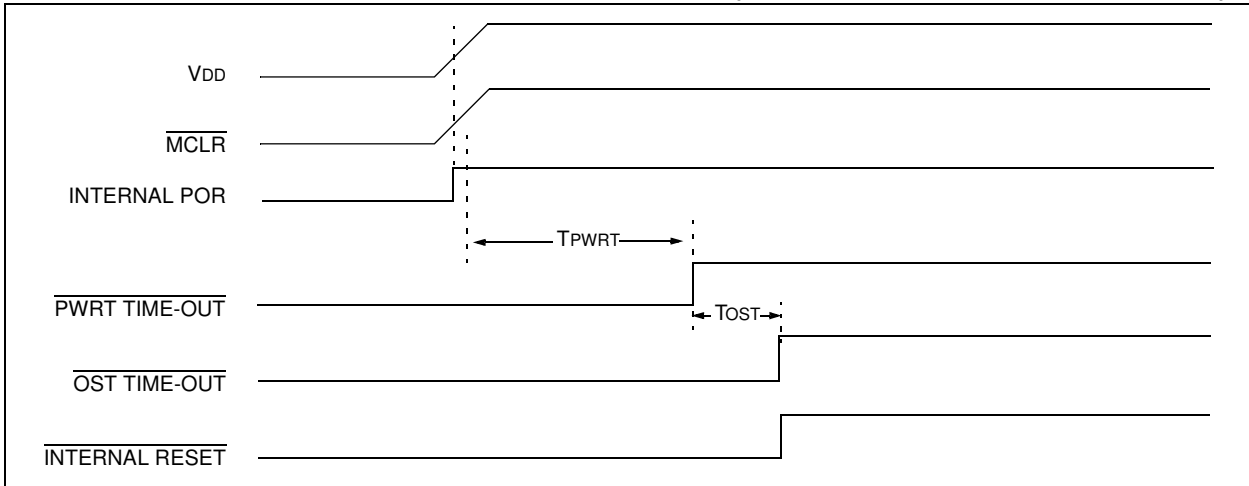 VDD
MCLR
INTERNAL POR
TPWRT
PWRT TIME-OUT
TOST
OST TIME-OUT
INTERNAL RESET